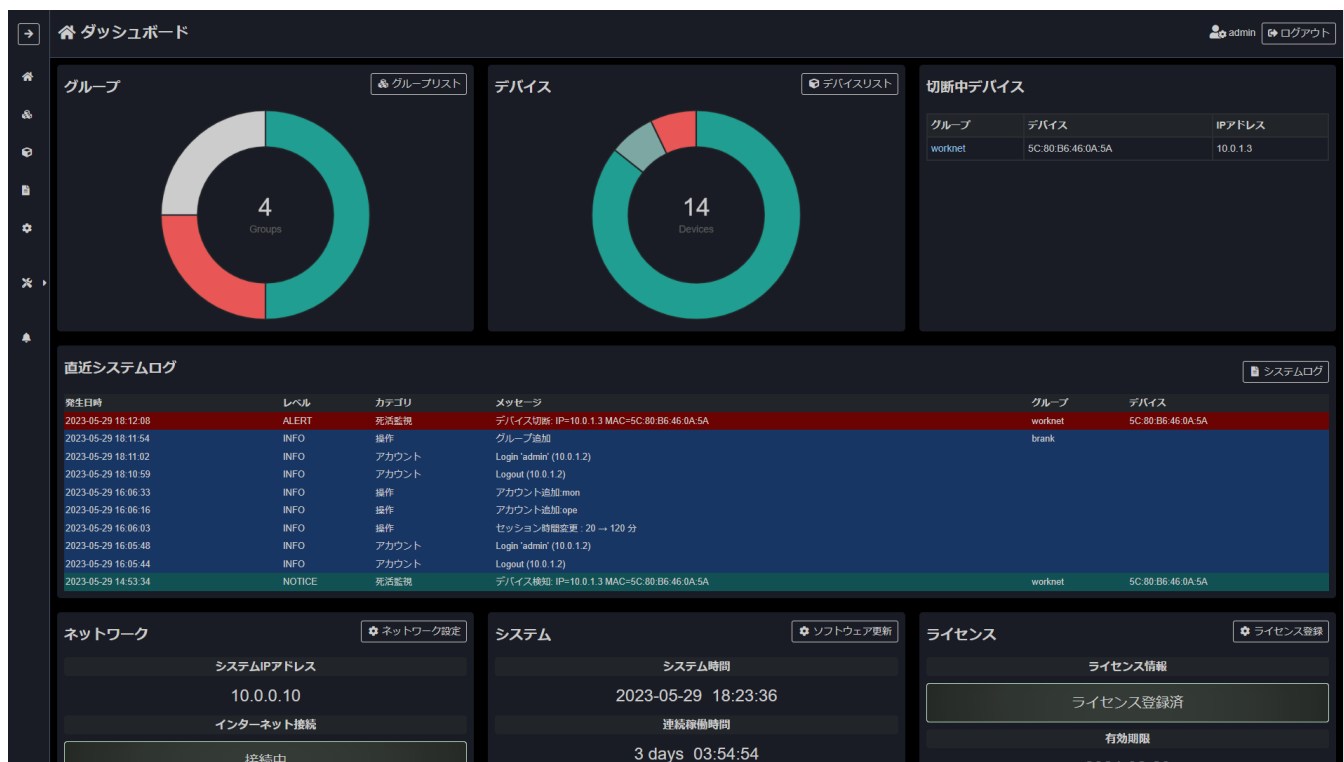 ダッシュボード
admin
ログアウト
グループ
グループリスト
4
Groups
デバイス
デバイスリスト
14
Devices
切断中デバイス
グループ デバイス IPアドレス
worknet 5C:80:B6:46:0A:5A 10.0.1.3
直近システムログ
システムログ
発生日時 レベル カテゴリ メッセージ グループ デバイス
2023-05-29 18:12:08 ALERT 死活監視 デバイス切断: IP=10.0.1.3 MAC=5C:80:B6:46:0A:5A worknet 5C:80:B6:46:0A:5A
2023-05-29 18:11:54 INFO 操作 グループ追加 brank
2023-05-29 18:11:02 INFO アカウント Login 'admin' (10.0.1.2)
2023-05-29 18:10:59 INFO アカウント Logout (10.0.1.2)
2023-05-29 16:06:33 INFO 操作 アカウント追加:mon
2023-05-29 16:06:16 INFO 操作 アカウント追加:ope
2023-05-29 16:06:03 INFO 操作 セッション時間変更 : 20 → 120 分
2023-05-29 16:05:48 INFO アカウント Login 'admin' (10.0.1.2)
2023-05-29 16:05:44 INFO アカウント Logout (10.0.1.2)
2023-05-29 14:53:34 NOTICE 死活監視 デバイス検知: IP=10.0.1.3 MAC=5C:80:B6:46:0A:5A worknet 5C:80:B6:46:0A:5A
ネットワーク
ネットワーク設定
システムIPアドレス
10.0.0.10
インターネット接続
接続中
システム
ソフトウェア更新
システム時間
2023-05-29 18:23:36
連続稼働時間
3 days 03:54:54
ライセンス
ライセンス登録
ライセンス情報
ライセンス登録済
有効期限